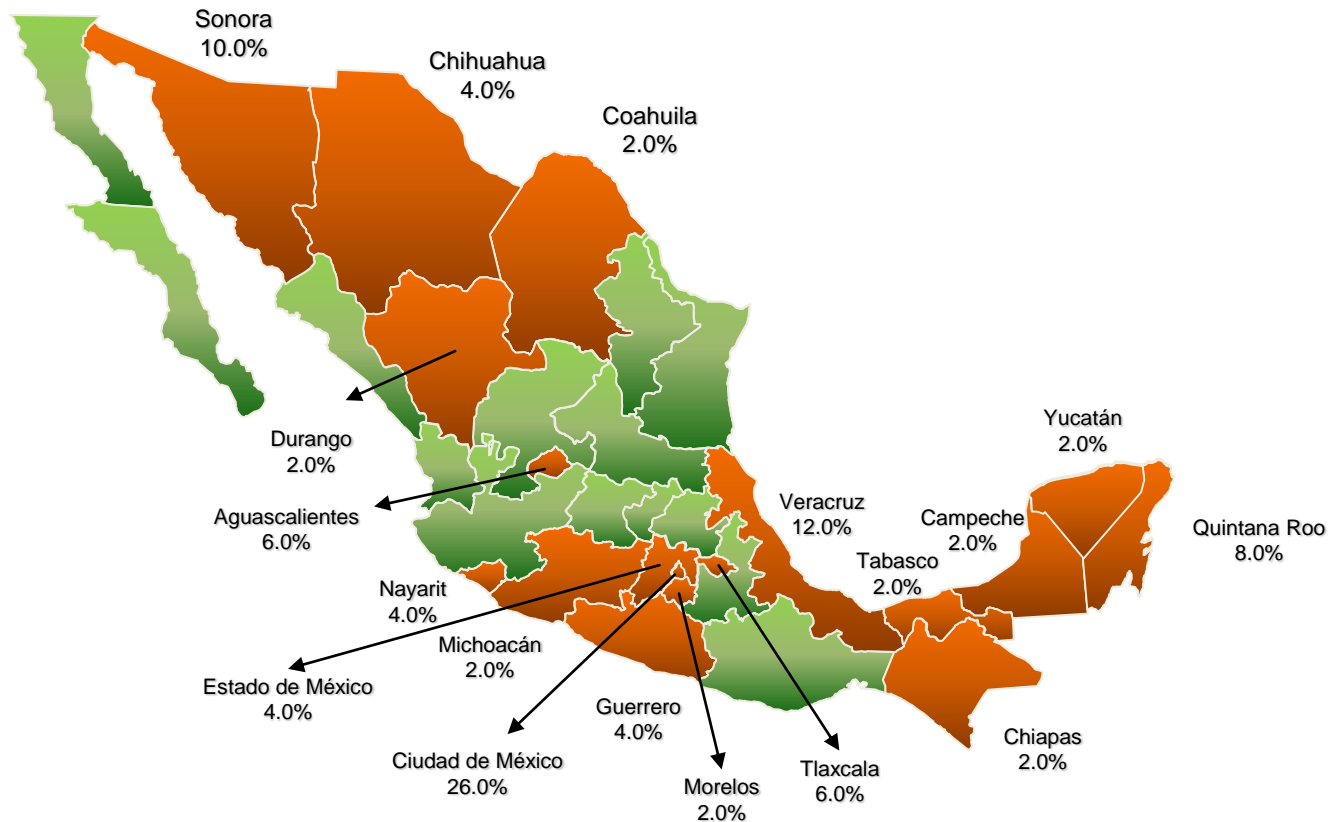 Sonora
10.0%
Chihuahua
4.0%
Coahuila
2.0%
Durango
2.0%
Aguascalientes
6.0%
Yucatán
2.0%
Veracruz
12.0%
Campeche
2.0%
Quintana Roo
8.0%
Tabasco
2.0%
Nayarit
4.0%
Michoacán
2.0%
Estado de México
4.0%
Guerrero
4.0%
Ciudad de México
26.0%
Morelos
2.0%
Tlaxcala
6.0%
Chiapas
2.0%